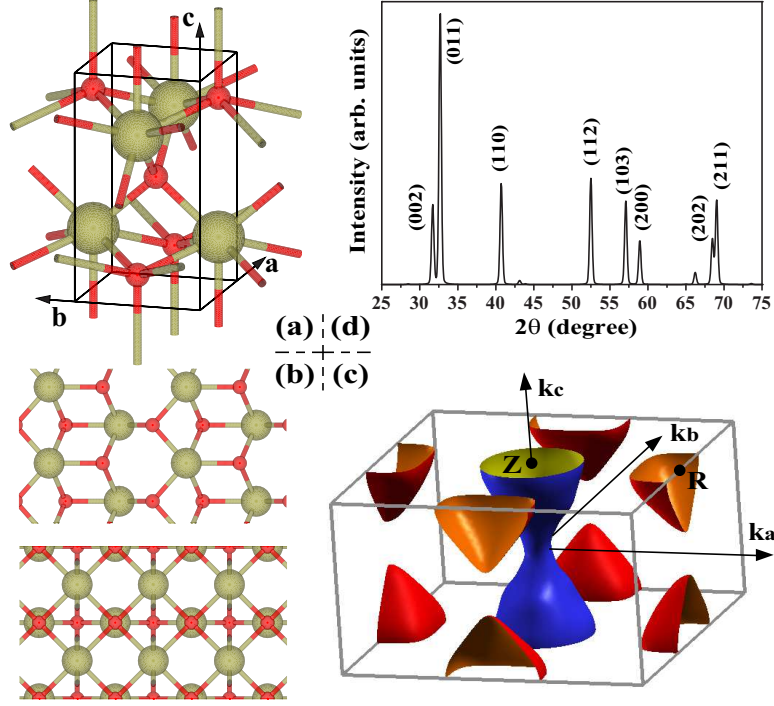 c
a
b
Intensity (arb. units)
(002)
(011)
(110)
(112)
(103)
(200)
(202)
(211)
25 31 35 40 45 50 55 60 65 70 75
2θ (degree)
(a) (d)
(b) (c)
kc
kb
Z
R
ka